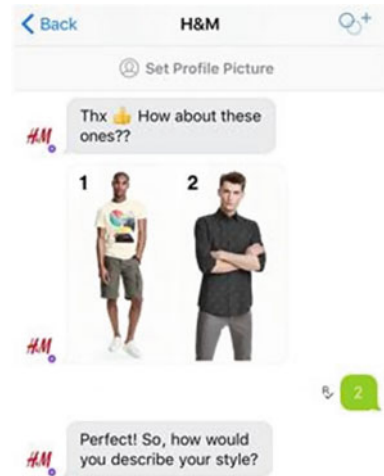 Back
H&M
Set Profile Picture
Thx 👍 How about these
ones??
H&M
1
2
H&M
2
Perfect! So, how would
you describe your style?
H&M